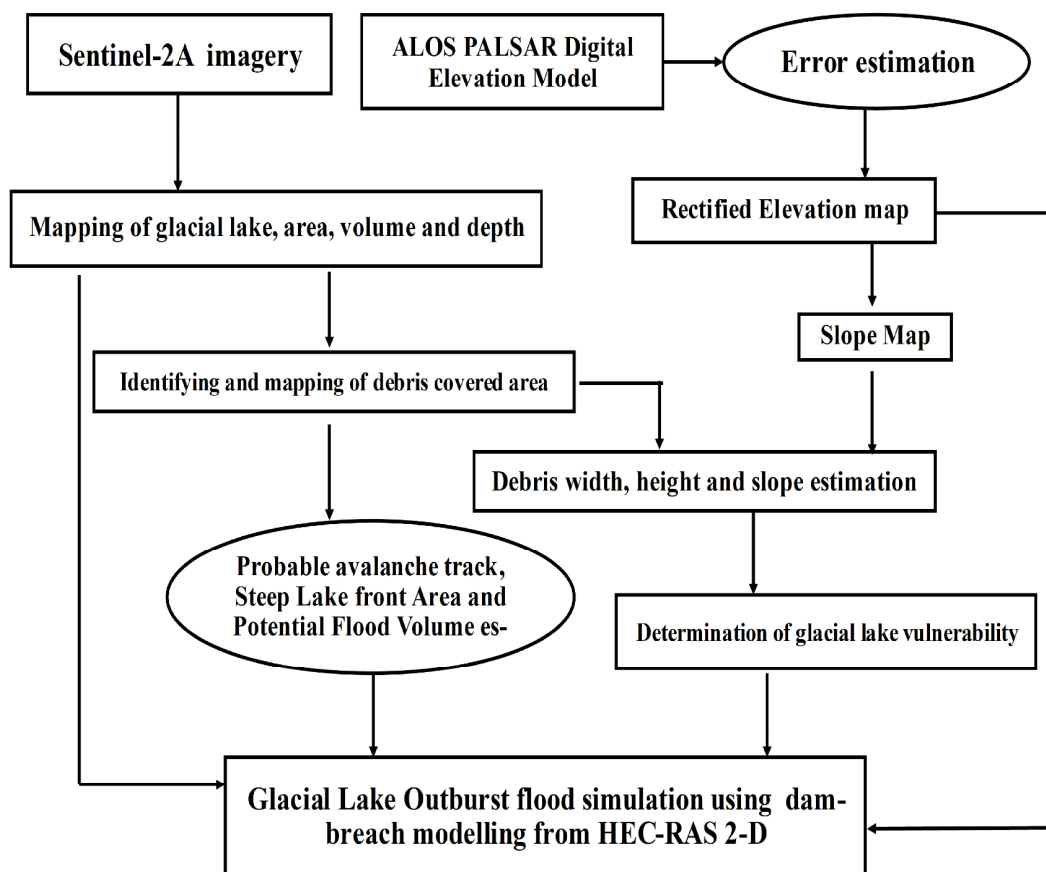 Sentinel-2A imagery
ALOS PALSAR Digital
Elevation Model
Error estimation
Mapping of glacial lake, area, volume and depth
Rectified Elevation map
Slope Map
Identifying and mapping of debris covered area
Debris width, height and slope estimation
Probable avalanche track,
Steep Lake front Area and
Potential Flood Volume es-
Determination of glacial lake vulnerability
Glacial Lake Outburst flood simulation using dam-
breach modelling from HEC-RAS 2-D